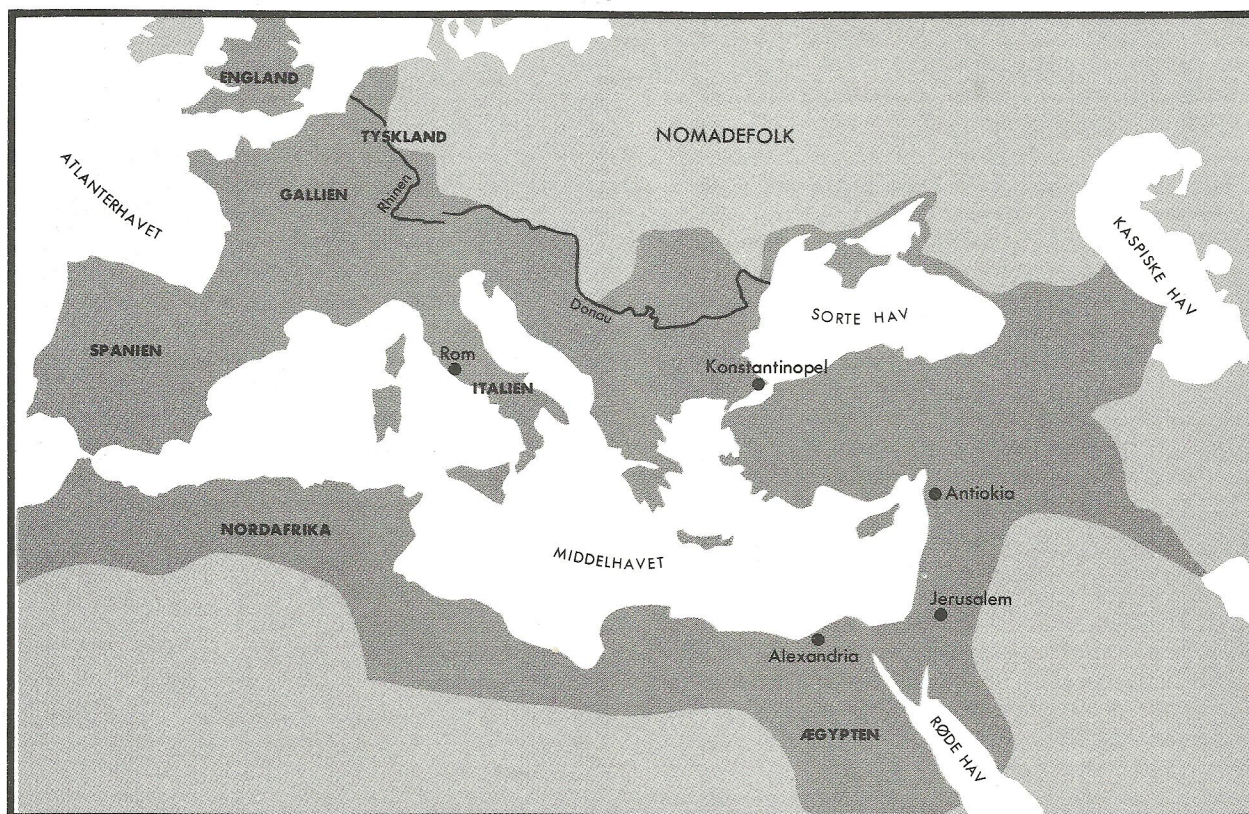 ENGLAND
TYSKLAND
NOMADEFOLK
ATLANTERHAVET
GALLIEN
Rhinen
KASPISKE HAV
Donau
SORTE HAV
SPANIEN
Rom
ITALIEN
Konstantinopel
Antiokia
NORDAFRIKA
MIDDELHAVET
Jerusalem
Alexandria
ÆGYPTEN
RØDE HAV